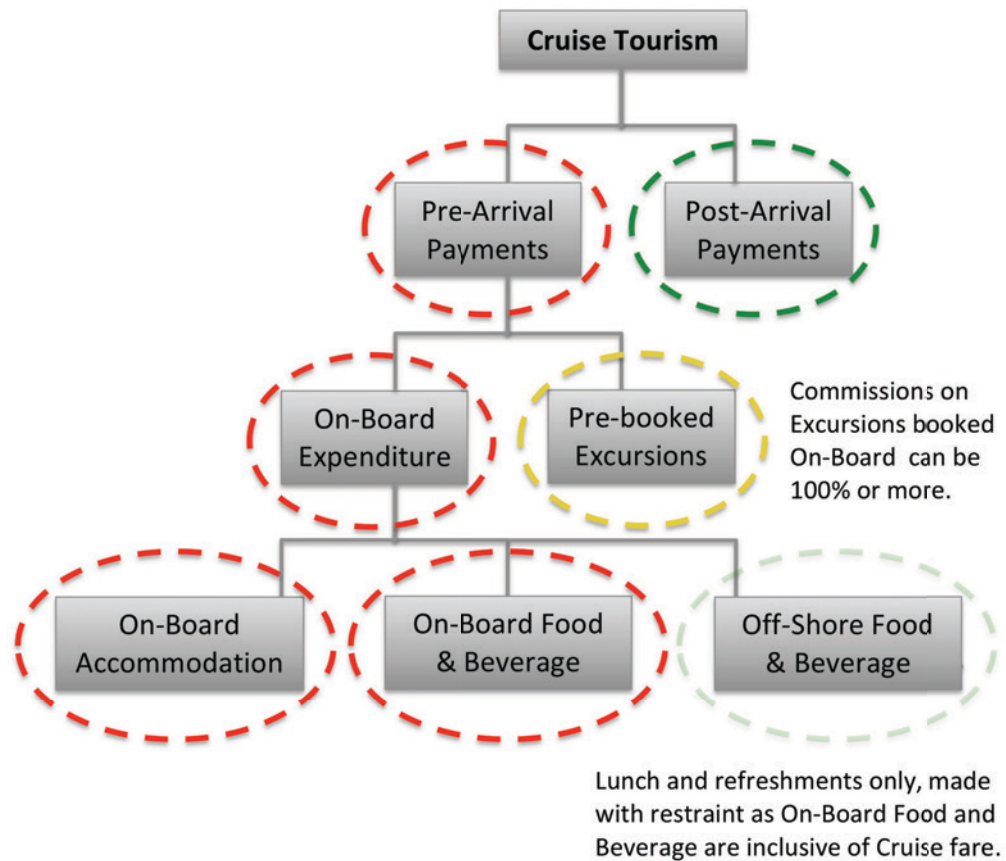 Cruise Tourism
Pre-Arrival
Payments
Post-Arrival
Payments
On-Board
Expenditure
Pre-booked
Excursions
Commissions on
Excursions booked
On-Board can be
100% or more.
On-Board
Accommodation
On-Board Food
& Beverage
Off-Shore Food
& Beverage
Lunch and refreshments only, made
with restraint as On-Board Food and
Beverage are inclusive of Cruise fare.